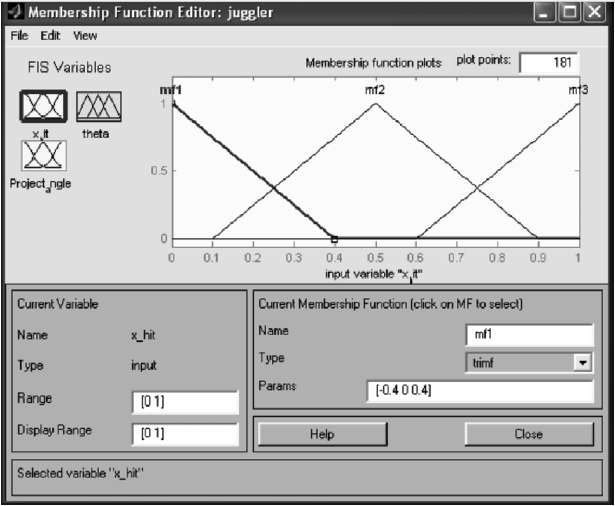 Membership Function Editor: juggler
File Edit View
FIS Variables
Membership function plots plot points: 181
mf1 mf2 mf3
1
0.5
0
0 0.1 0.2 0.3 0.4 0.5 0.6 0.7 0.8 0.9 1
input variable "x,it"
x,it theta
Project,ngle
Current Variable
Name x_hit
Type input
Range [0 1]
Display Range [0 1]
Current Membership Function (click on MF to select)
Name mf1
Type trimf
Params [-0.4 0 0.4]
Help Close
Selected variable "x_hit"